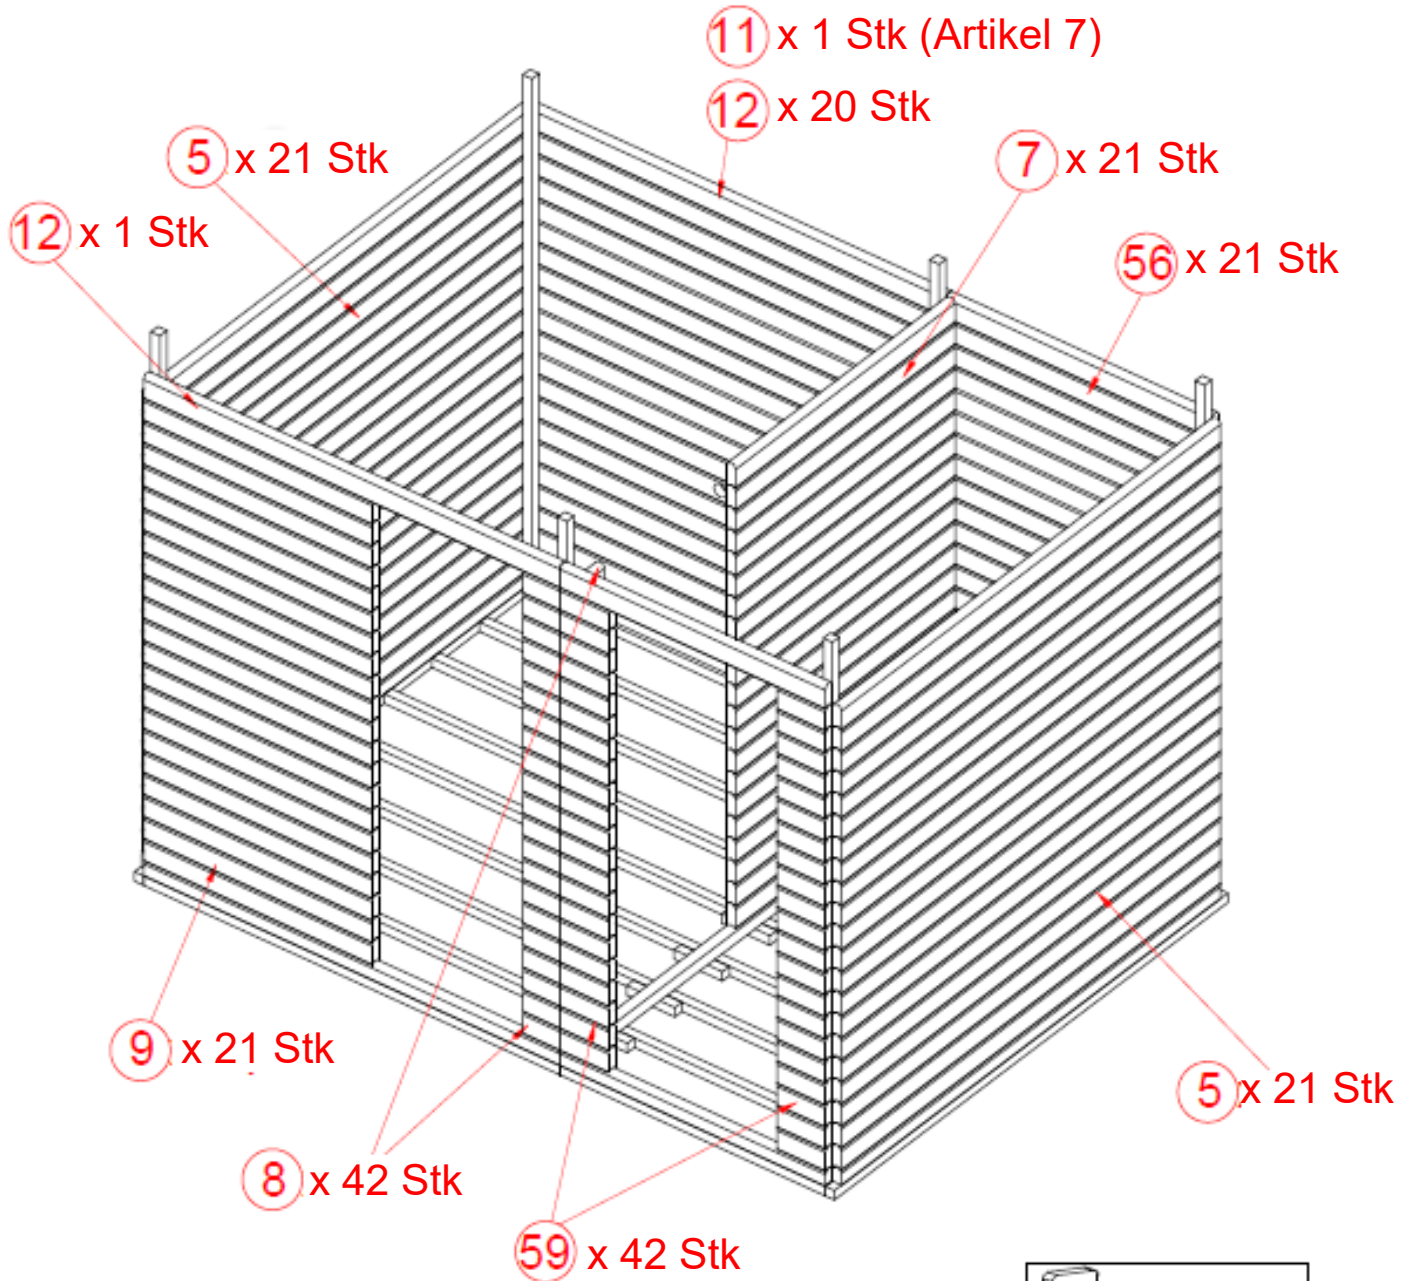 11 x 1 Stk (Artikel 7)
12 x 20 Stk
5 x 21 Stk
7 x 21 Stk
12 x 1 Stk
56 x 21 Stk
9 x 21 Stk
5 x 21 Stk
8 x 42 Stk
59 x 42 Stk